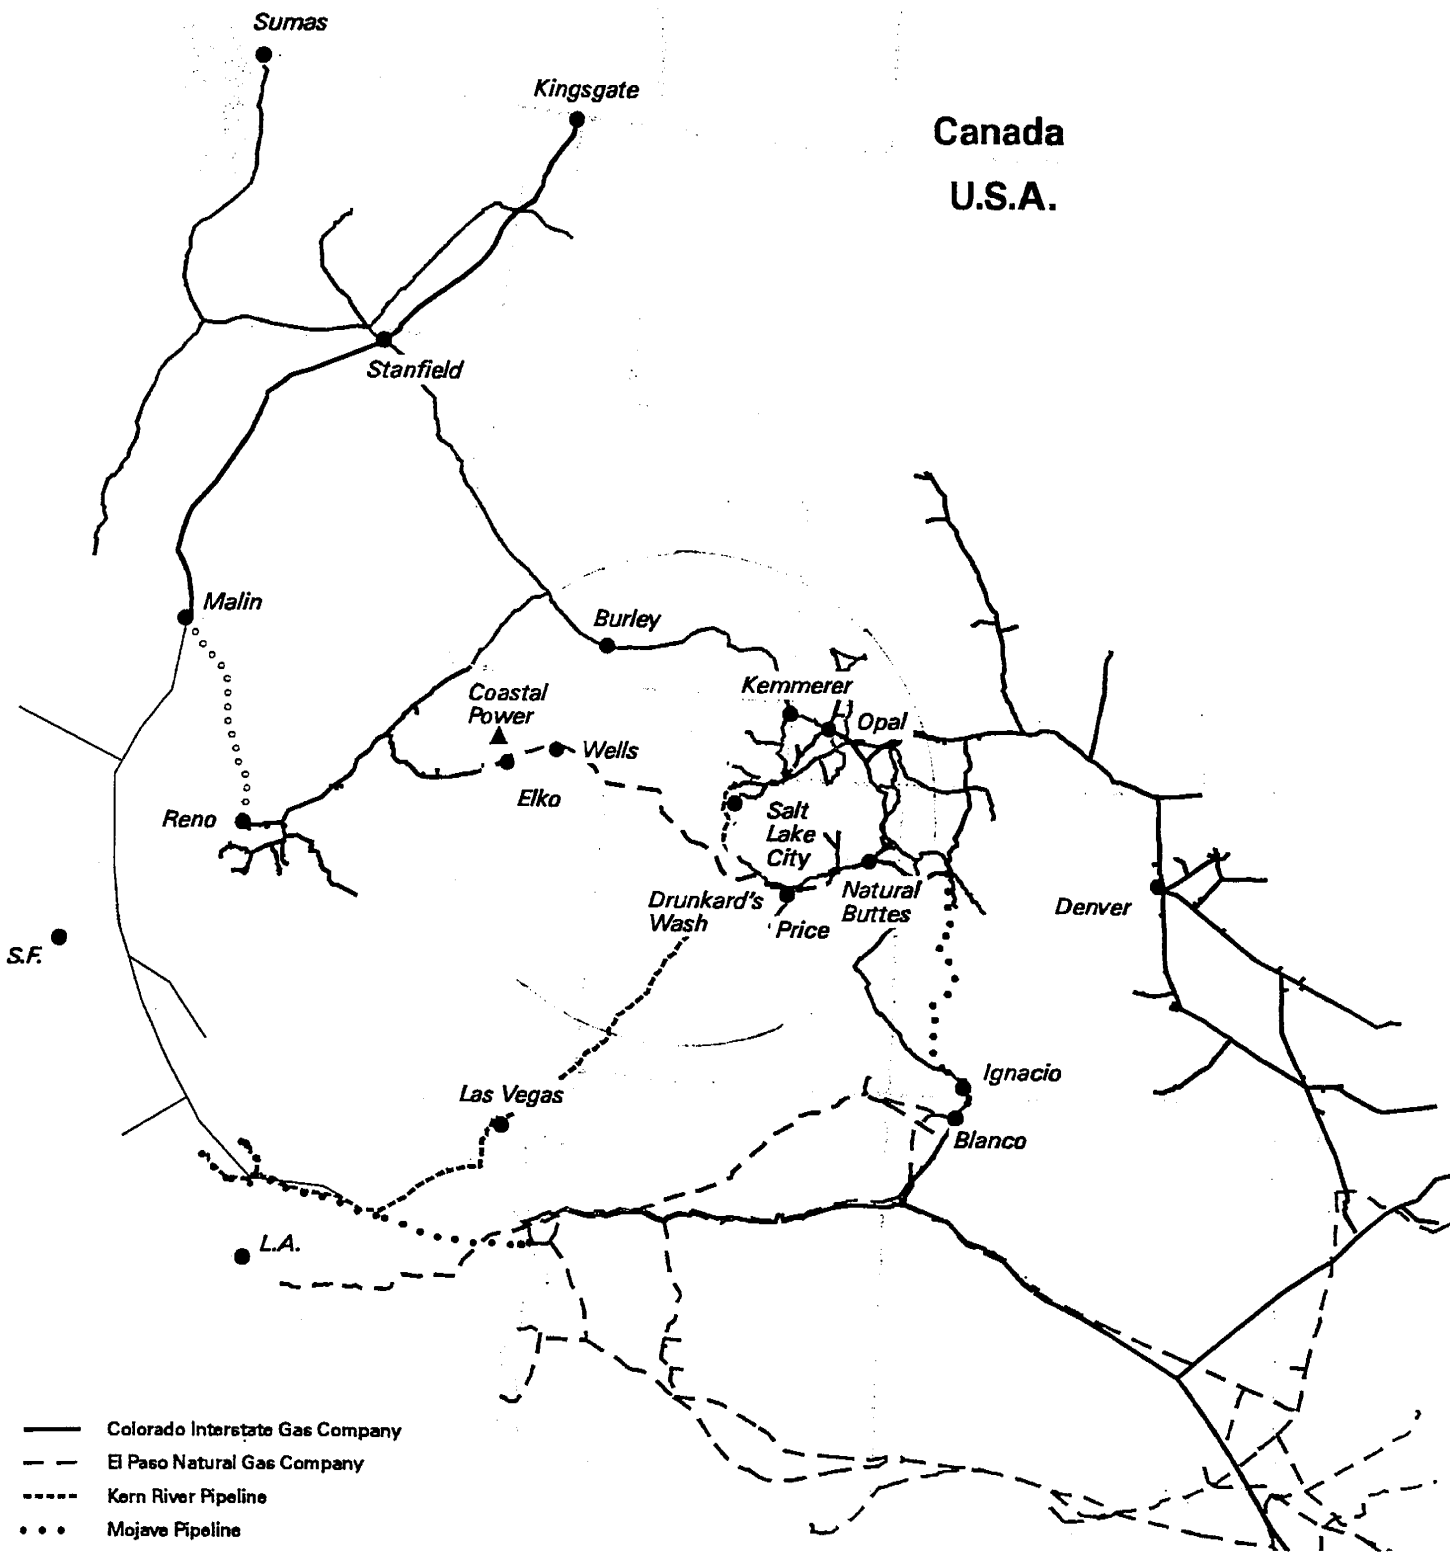 Sumas
Kingsgate
Canada
U.S.A.
Stanfield
Malin
Burley
Kemmerer
Coastal
Power
Opal
Wells
Elko
Reno
Salt
Lake
City
Natural
Buttes
Drunkard's
Wash
Price
Denver
S.F.
Ignacio
Las Vegas
Blanco
L.A.
Colorado Interstate Gas Company
El Paso Natural Gas Company
Kern River Pipeline
Mojave Pipeline